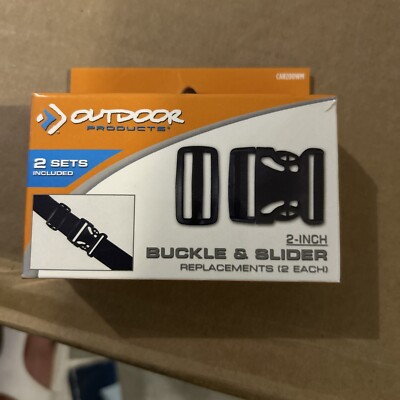 OUTDOOR
PRODUCTS®
2 SETS
INCLUDED
2-INCH
BUCKLE & SLIDER
REPLACEMENTS (2 EACH)